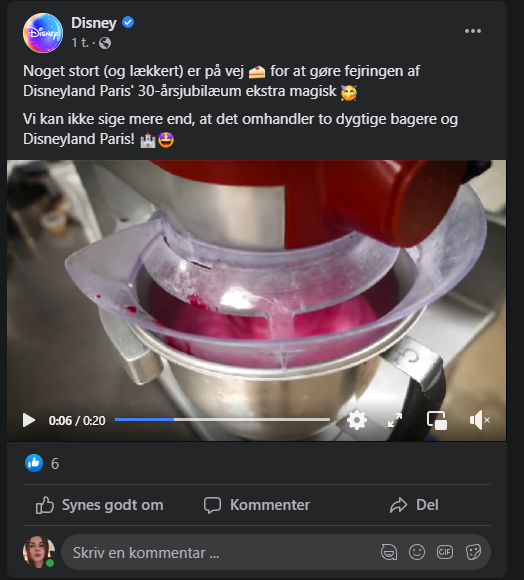 Disney
Disney
1 t. ·
Noget stort (og lækkert) er på vej 🍰 for at gøre fejringen af
Disneyland Paris' 30-årsjubilæum ekstra magisk 🥳
Vi kan ikke sige mere end, at det omhandler to dygtige bagere og
Disneyland Paris! 🏰🤩
0:06 / 0:20
6
Synes godt om
Kommenter
Del
Skriv en kommentar ...
GIF